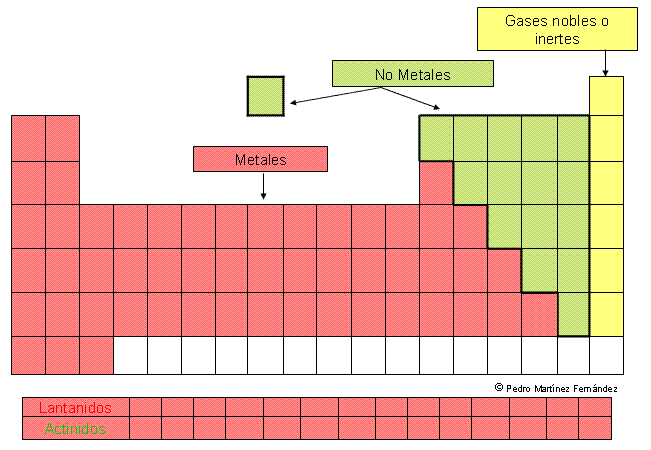 Gases nobles o
inertes
No Metales
Metales
© Pedro Martínez Fernández
Lantanidos
Actinidos